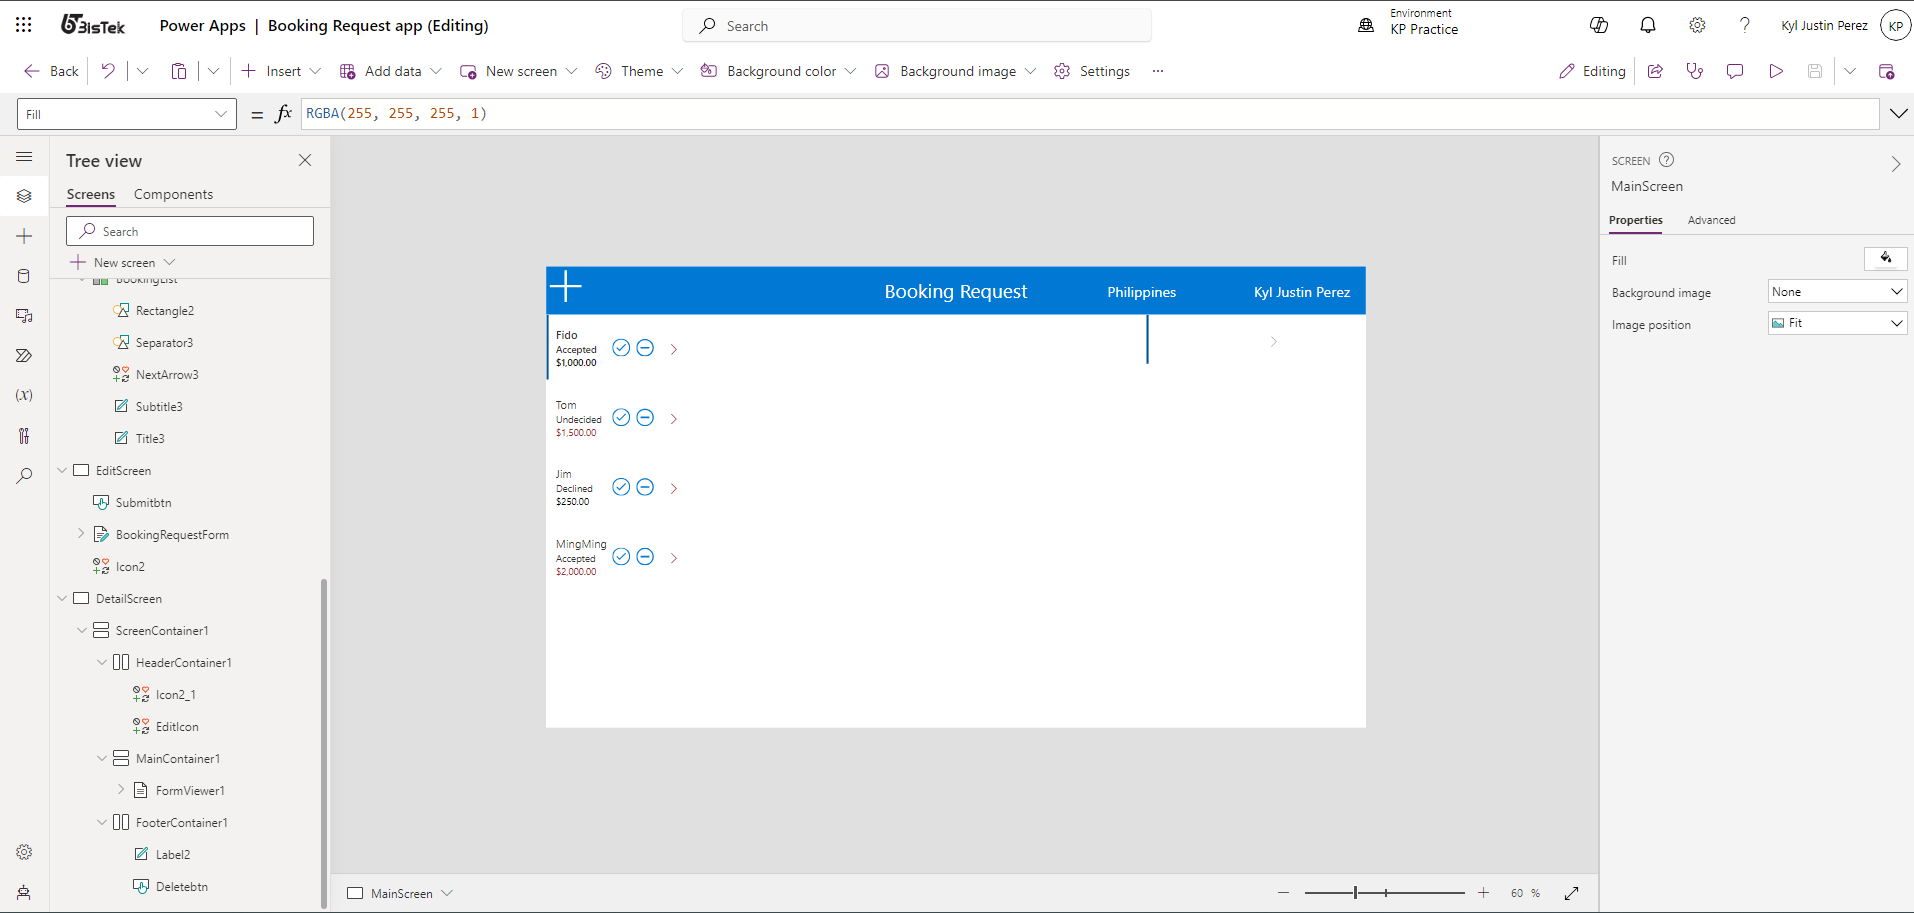 BisTek
Power Apps | Booking Request app (Editing)
Search
Environment
KP Practice
Kyl Justin Perez
KP
Back
Insert
Add data
New screen
Theme
Background color
Background image
Settings
Editing
Fill
= fx
RGBA(255, 255, 255, 1)
Tree view
Screens
Components
Search
New screen
BookingList
Rectangle2
Separator3
NextArrow3
Subtitle3
Title3
EditScreen
Submitbtn
BookingRequestForm
Icon2
DetailScreen
ScreenContainer1
HeaderContainer1
Icon2_1
EditIcon
MainContainer1
FormViewer1
FooterContainer1
Label2
Deletebtn
Booking Request
Philippines
Kyl Justin Perez
Fido
Accepted
$1,000.00
Tom
Undecided
$1,500.00
Jim
Declined
$250.00
MingMing
Accepted
$2,000.00
MainScreen
60 %
SCREEN
MainScreen
Properties
Advanced
Fill
Background image
None
Image position
Fit